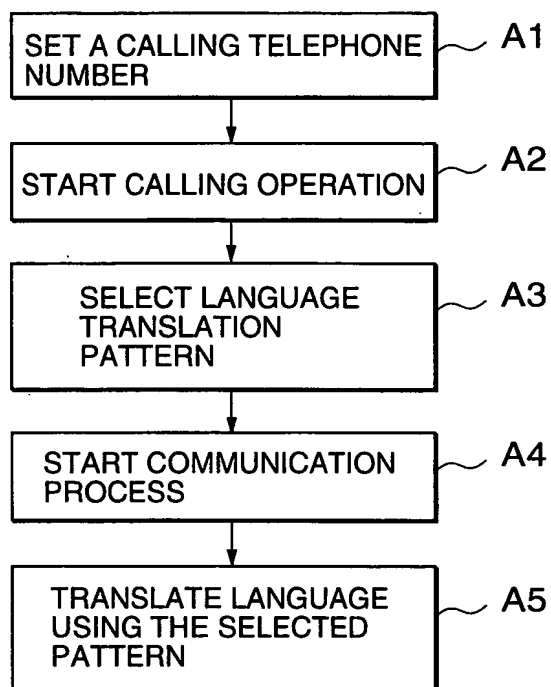 SET A CALLING TELEPHONE
NUMBER
A1
START CALLING OPERATION
A2
SELECT LANGUAGE
TRANSLATION
PATTERN
A3
START COMMUNICATION
PROCESS
A4
TRANSLATE LANGUAGE
USING THE SELECTED
PATTERN
A5